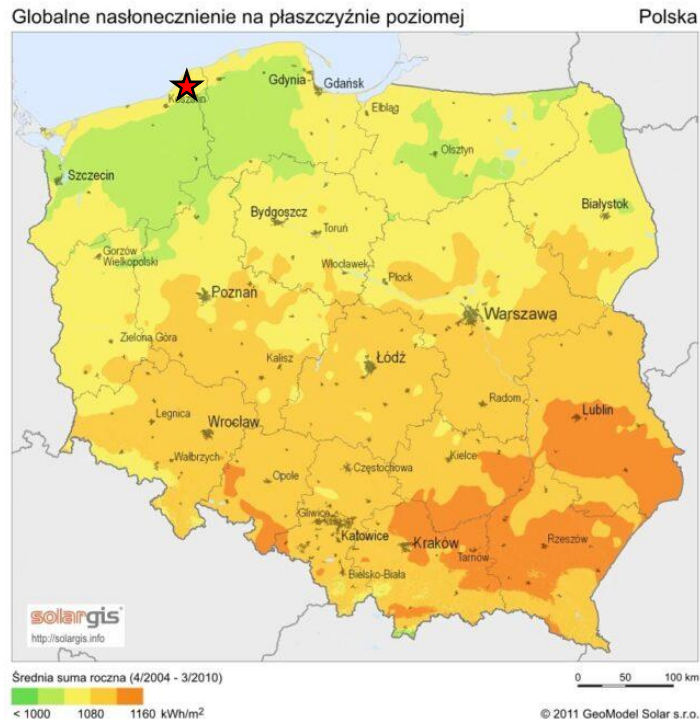 Globalne nasłonecznienie na płaszczyźnie poziomej Polska
Gdynia
Gdańsk
Elbląg
Szczecin
Olsztyn
Białystok
Bydgoszcz
Toruń
Gorzów
Wielkopolski
Włocławek
Płock
Poznań
Warszawa
Zielona Góra
Kalisz
Łódź
Radom
Legnica
Wrocław
Lublin
Wałbrzych
Opole
Częstochowa
Kielce
Gliwice
Katowice
Kraków
Tarnów
Rzeszów
Bielsko-Biała
solargis
http://solargis.info
Średnia suma roczna (4/2004 - 3/2010)
0 50 100 km
< 1000 1080 1160 kWh/m²
© 2011 GeoModel Solar s.r.o.